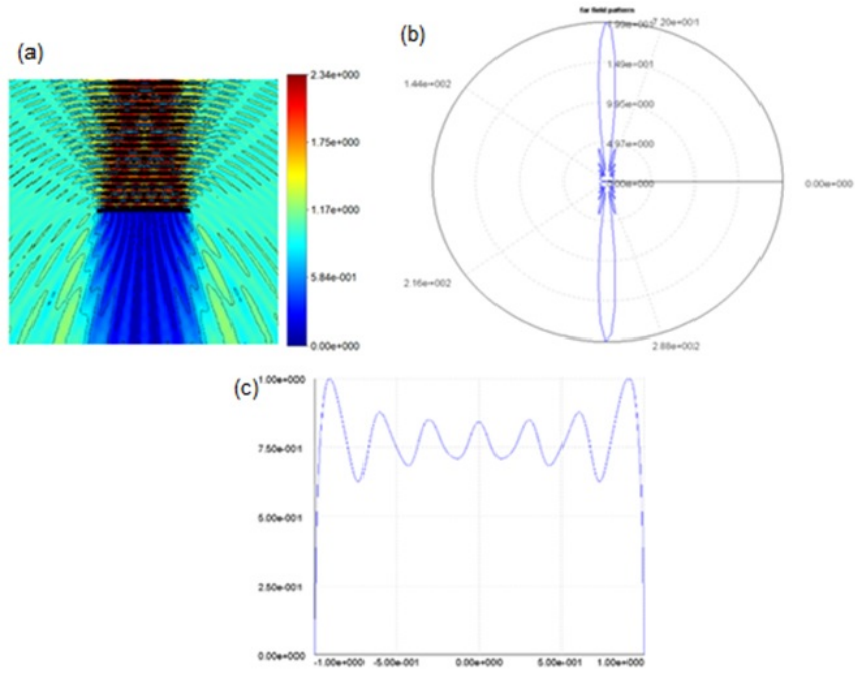 (a)
2.34e+000
1.75e+000
1.17e+000
5.84e-001
0.00e+000
(b)
far field pattern
7.20e+001
1.49e+001
1.44e+002
9.95e+000
4.97e+000
0.00e+000
2.16e+002
2.88e+002
(c)
1.00e+000
7.50e-001
5.00e-001
2.50e-001
0.00e+000
-1.00e+000
-5.00e-001
0.00e+000
5.00e-001
1.00e+000